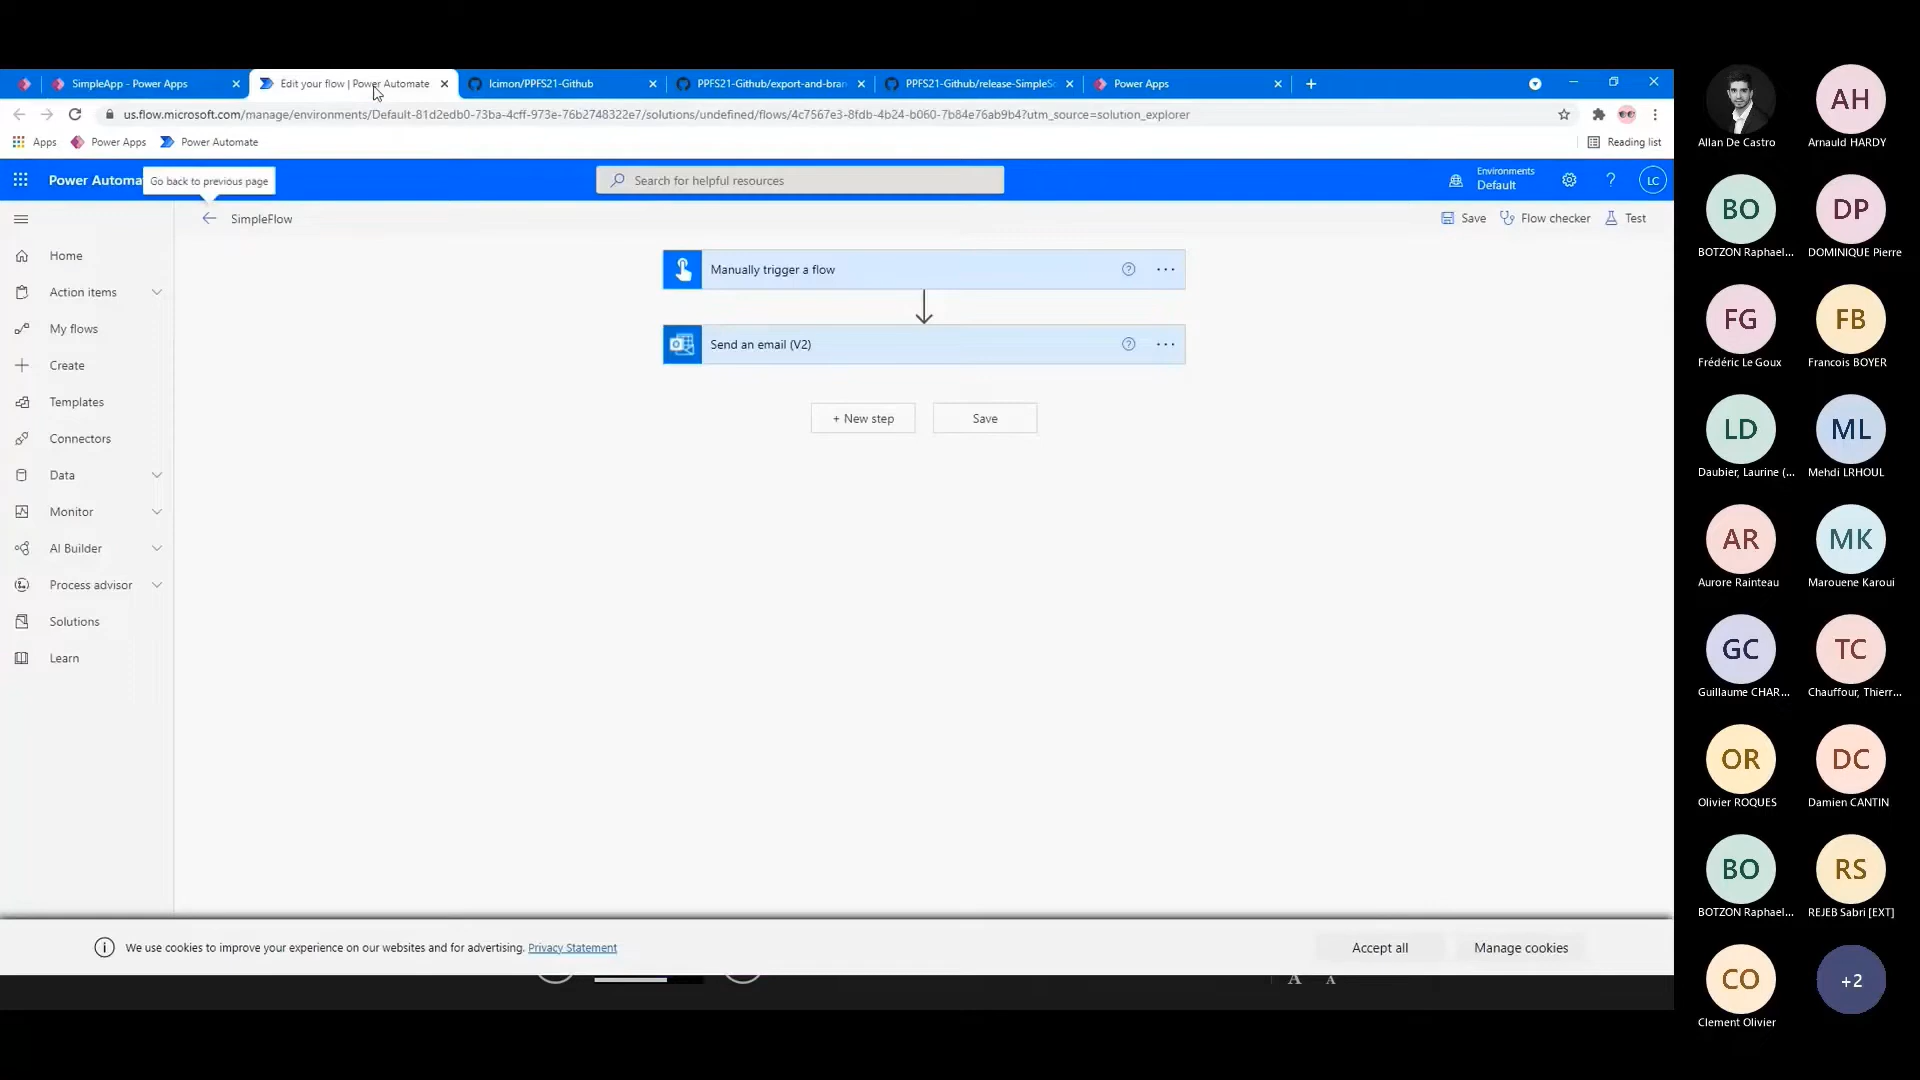 SimpleApp - Power Apps
Edit your flow | Power Automate
lcimon/PPFS21-Github
PPFS21-Github/export-and-bran
PPFS21-Github/release-SimpleSo
Power Apps
us.flow.microsoft.com/manage/environments/Default-81d2edb0-73ba-4cff-973e-76b2748322e7/solutions/undefined/flows/4c7567e3-8fdb-4b24-b060-7b84e76ab9b4?utm_source=solution_explorer
Apps
Power Apps
Power Automate
Reading list
Power Automa
Go back to previous page
Search for helpful resources
Environments
Default
?
LC
SimpleFlow
Save
Flow checker
Test
Home
Action items
My flows
Create
Templates
Connectors
Data
Monitor
AI Builder
Process advisor
Solutions
Learn
Manually trigger a flow
Send an email (V2)
+ New step
Save
We use cookies to improve your experience on our websites and for advertising. Privacy Statement
Accept all
Manage cookies
A A
Allan De Castro
AH
Arnauld HARDY
BO
BOTZON Raphael...
DP
DOMINIQUE Pierre
FG
Frédéric Le Goux
FB
Francois BOYER
LD
Daubier, Laurine (...
ML
Mehdi LRHOUL
AR
Aurore Rainteau
MK
Marouene Karoui
GC
Guillaume CHAR...
TC
Chauffour, Thierr...
OR
Olivier ROQUES
DC
Damien CANTIN
BO
BOTZON Raphael...
RS
REJEB Sabri [EXT]
CO
Clement Olivier
+2